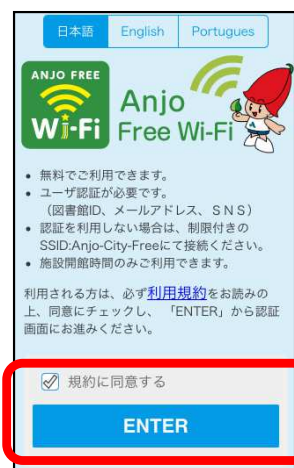 日本語 English Portugues
ANJO FREE
Wi-Fi
Anjo
Free Wi-Fi
• 無料でご利用できます。
• ユーザ認証が必要です。
（図書館ID、メールアドレス、ＳＮＳ）
• 認証を利用しない場合は、制限付きの
SSID:Anjo-City-Freeにて接続ください。
• 施設開館時間のみご利用できます。
利用される方は、必ず利用規約をお読みの
上、同意にチェックし、「ENTER」から認証
画面にお進みください。
規約に同意する
ENTER